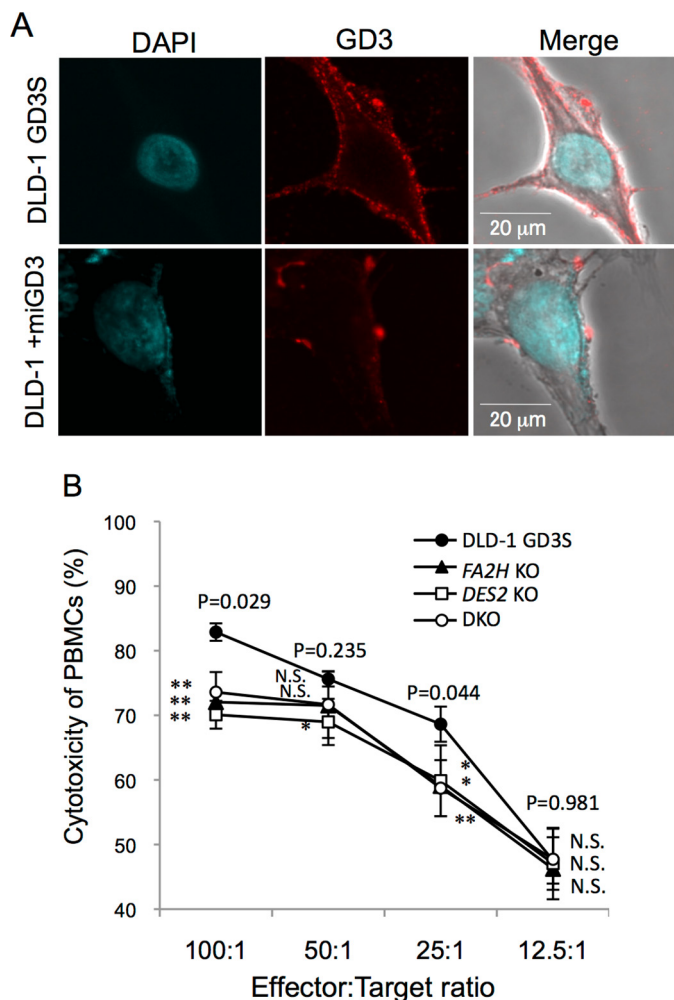 A
DAPI GD3 Merge
DLD-1 GD3S
20 μm
DLD-1 +miGD3
20 μm
B
Cytotoxicity of PBMCs (%)
100
90
80
70
60
50
40
DLD-1 GD3S
FA2H KO
DES2 KO
DKO
P=0.029
P=0.235
P=0.044
P=0.981
**
**
**
N.S.
N.S.
*
*
*
**
N.S.
N.S.
N.S.
100:1 50:1 25:1 12.5:1
Effector:Target ratio